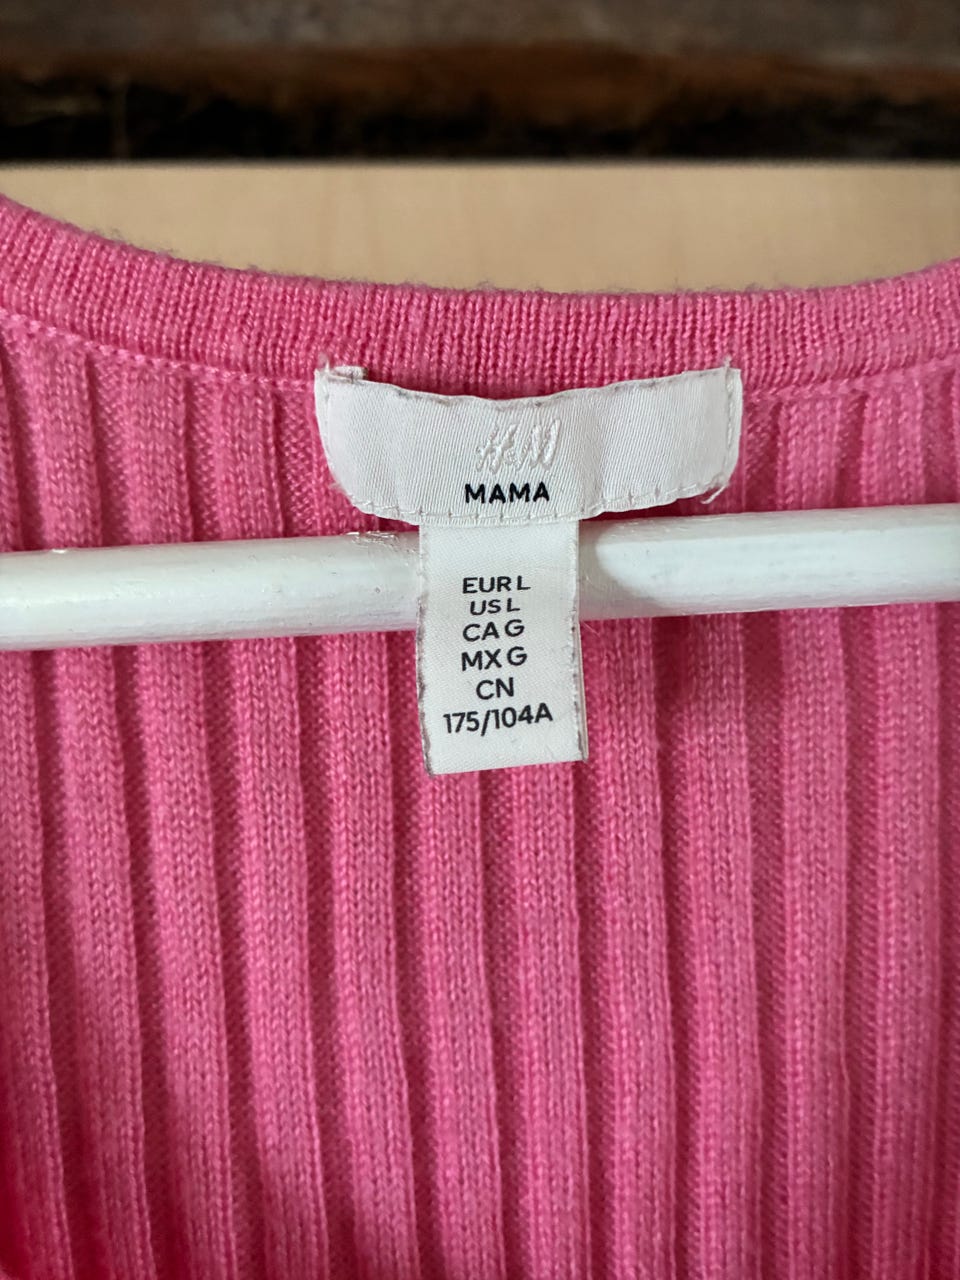 H&M
MAMA
EUR L
US L
CA G
MX G
CN
175/104A